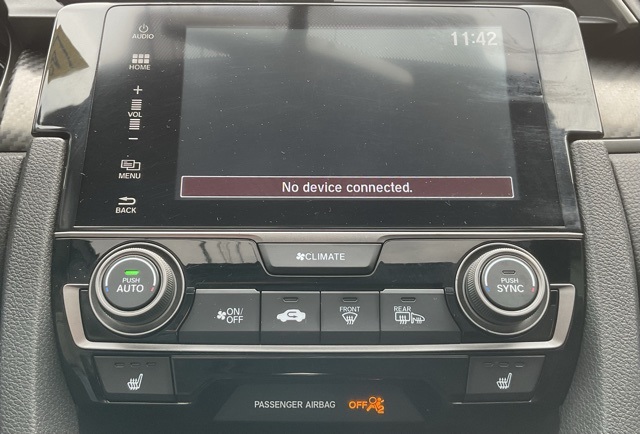 AUDIO
11:42
HOME
+
VOL
−
MENU
No device connected.
BACK
CLIMATE
PUSH
AUTO
ON/
OFF
FRONT
REAR
PUSH
SYNC
PASSENGER AIRBAG OFF 2